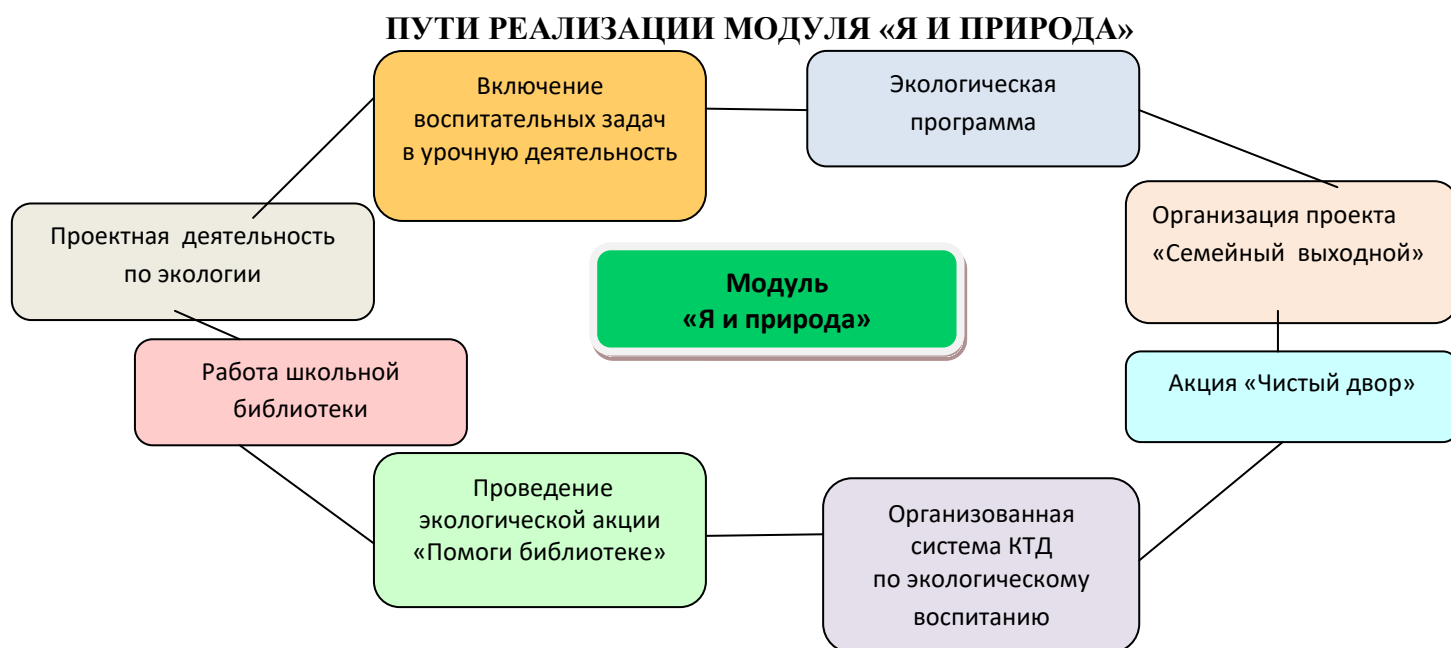 ПУТИ РЕАЛИЗАЦИИ МОДУЛЯ «Я И ПРИРОДА»
Включение
воспитательных задач
в урочную деятельность
Экологическая
программа
Проектная деятельность
по экологии
Организация проекта
«Семейный выходной»
Модуль
«Я и природа»
Работа школьной
библиотеки
Акция «Чистый двор»
Проведение
экологической акции
«Помоги библиотеке»
Организованная
система КТД
по экологическому
воспитанию